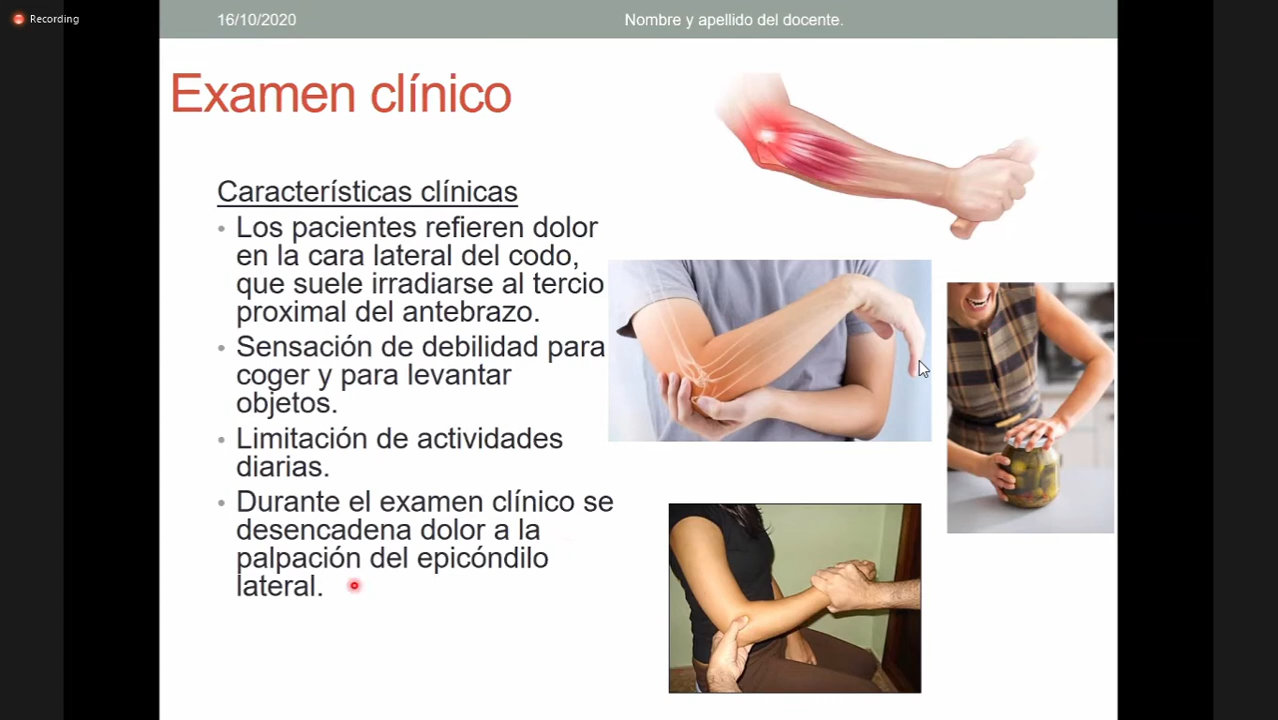 Recording
16/10/2020
Nombre y apellido del docente.
Examen clínico
Características clínicas
• Los pacientes refieren dolor
en la cara lateral del codo,
que suele irradiarse al tercio
proximal del antebrazo.
• Sensación de debilidad para
coger y para levantar
objetos.
• Limitación de actividades
diarias.
• Durante el examen clínico se
desencadena dolor a la
palpación del epicóndilo
lateral.